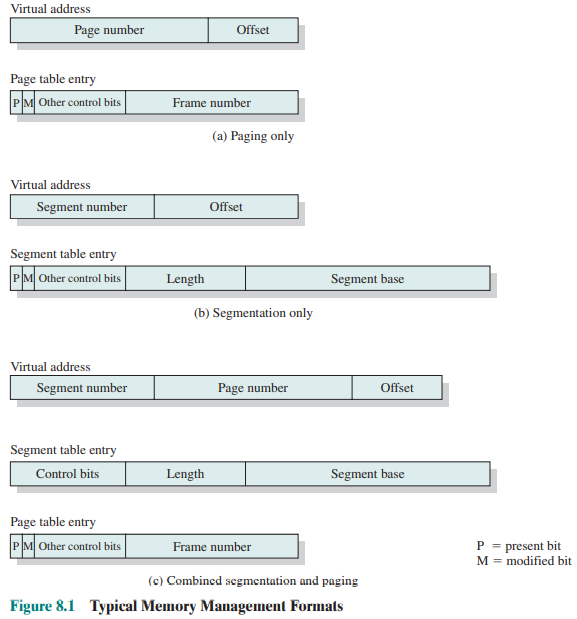 Virtual address
Page number Offset
Page table entry
P M Other control bits Frame number
(a) Paging only
Virtual address
Segment number Offset
Segment table entry
P M Other control bits Length Segment base
(b) Segmentation only
Virtual address
Segment number Page number Offset
Segment table entry
Control bits Length Segment base
Page table entry
P M Other control bits Frame number
P = present bit
M = modified bit
(c) Combined segmentation and paging
Figure 8.1 Typical Memory Management Formats